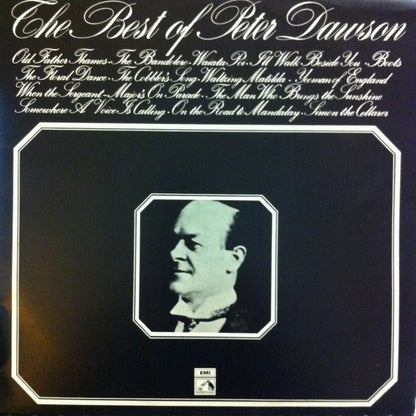 The Best of Peter Dawson
Old Father Thames · The Bandolero · Waiata Poi · I'll Walk Beside You · Boots
The Floral Dance · The Cobbler's Song · Waltzing Matilda · Yeoman of England
When the Sergeant-Major's On Parade · The Man Who Brings the Sunshine
Somewhere A Voice Is Calling · On the Road to Mandalay · Simon the Cellarer
EMI